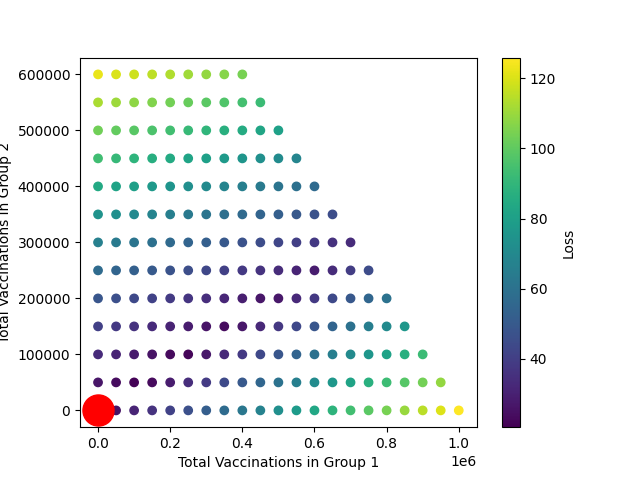 600000
500000
400000
300000
200000
100000
0
Total Vaccinations in Group 2
0.0 0.2 0.4 0.6 0.8 1.0
1e6
Total Vaccinations in Group 1
120
100
80
60
40
Loss